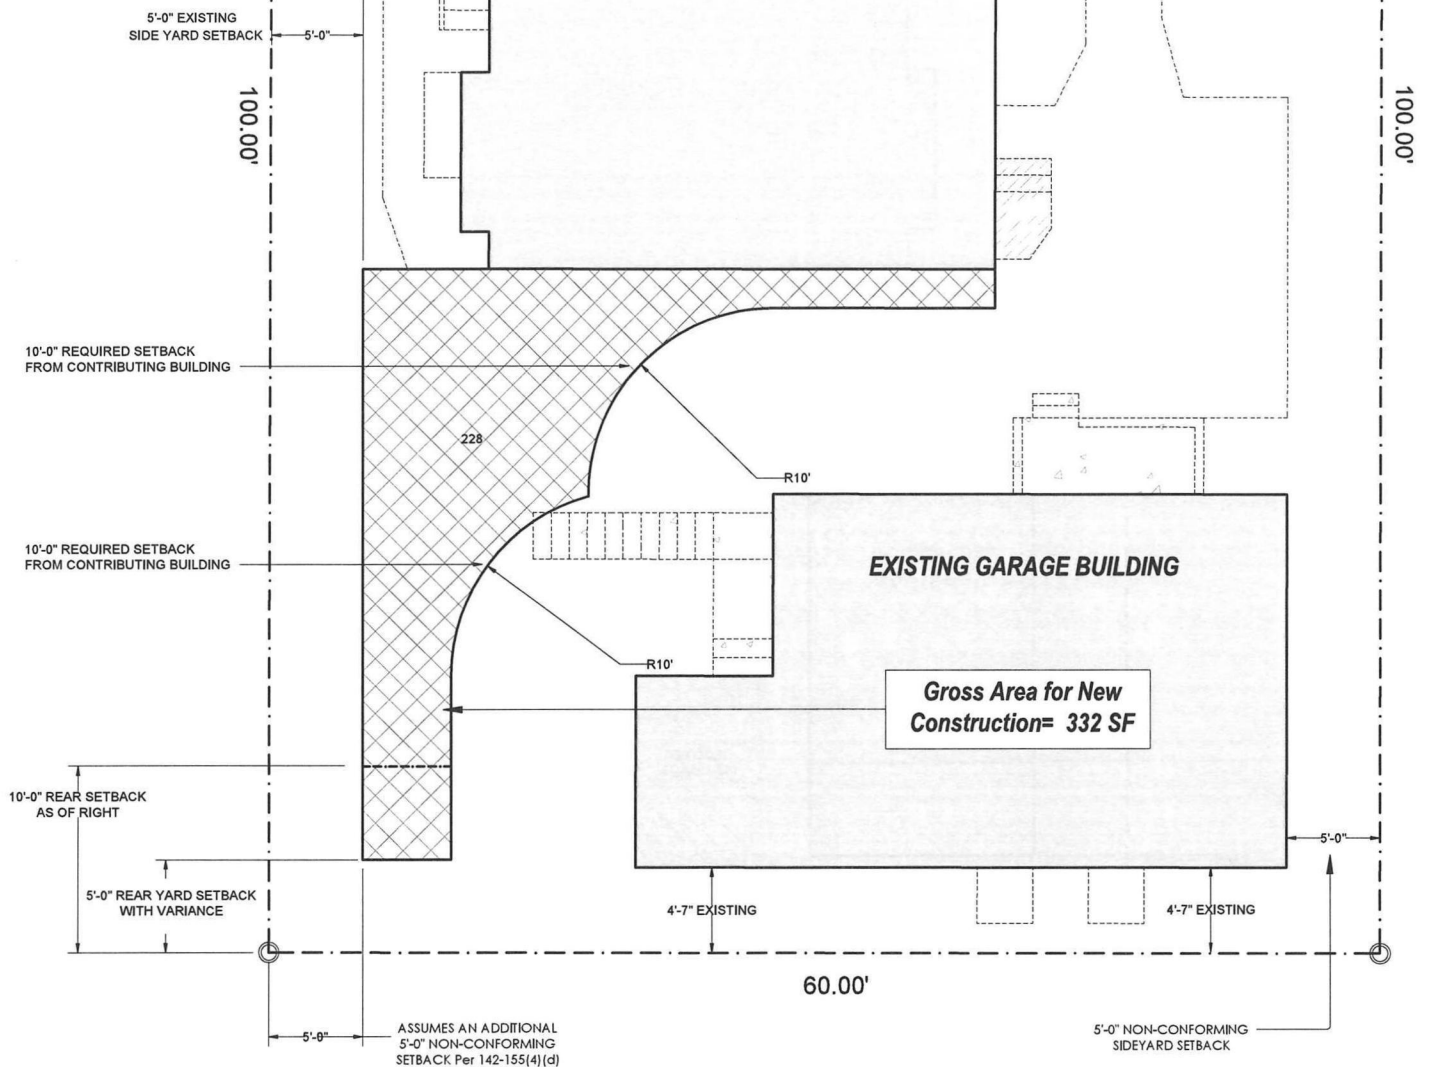 5'-0" EXISTING
SIDE YARD SETBACK
5'-0"
100.00'
100.00'
10'-0" REQUIRED SETBACK
FROM CONTRIBUTING BUILDING
228
R10'
10'-0" REQUIRED SETBACK
FROM CONTRIBUTING BUILDING
EXISTING GARAGE BUILDING
R10'
Gross Area for New
Construction= 332 SF
10'-0" REAR SETBACK
AS OF RIGHT
5'-0"
5'-0" REAR YARD SETBACK
WITH VARIANCE
4'-7" EXISTING
4'-7" EXISTING
60.00'
5'-0"
ASSUMES AN ADDITIONAL
5'-0" NON-CONFORMING
SETBACK Per 142-155(4)(d)
5'-0" NON-CONFORMING
SIDEYARD SETBACK